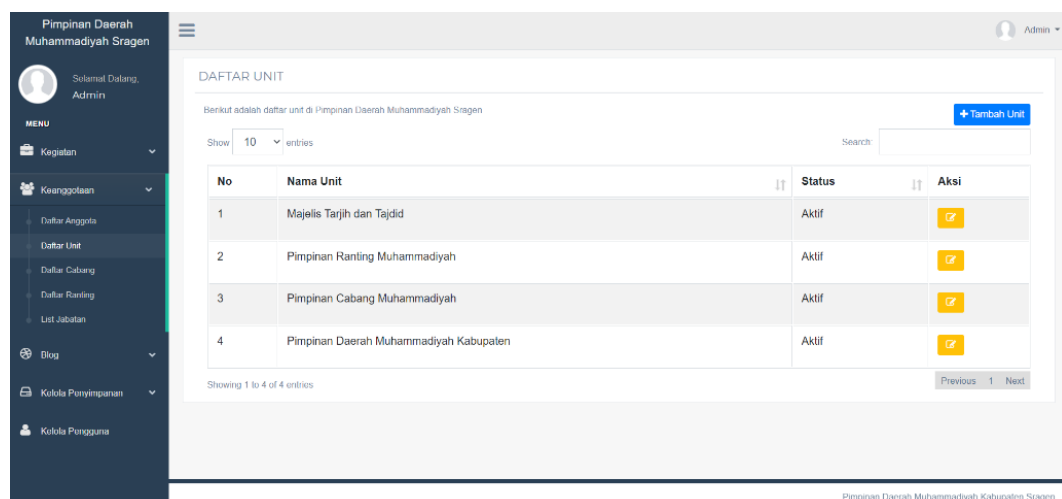 Pimpinan Daerah
Muhammadiyah Sragen
Admin
Selamat Datang,
Admin
MENU
Kegiatan
Keanggotaan
Daftar Anggota
Daftar Unit
Daftar Cabang
Daftar Ranting
List Jabatan
Blog
Kelola Penyimpanan
Kelola Pengguna
DAFTAR UNIT
Berikut adalah daftar unit di Pimpinan Daerah Muhammadiyah Sragen
+ Tambah Unit
Show 10 entries Search:
No Nama Unit Status Aksi
1 Majelis Tarjih dan Tajdid Aktif
2 Pimpinan Ranting Muhammadiyah Aktif
3 Pimpinan Cabang Muhammadiyah Aktif
4 Pimpinan Daerah Muhammadiyah Kabupaten Aktif
Showing 1 to 4 of 4 entries Previous 1 Next
Pimpinan Daerah Muhammadiyah Kabupaten Sragen